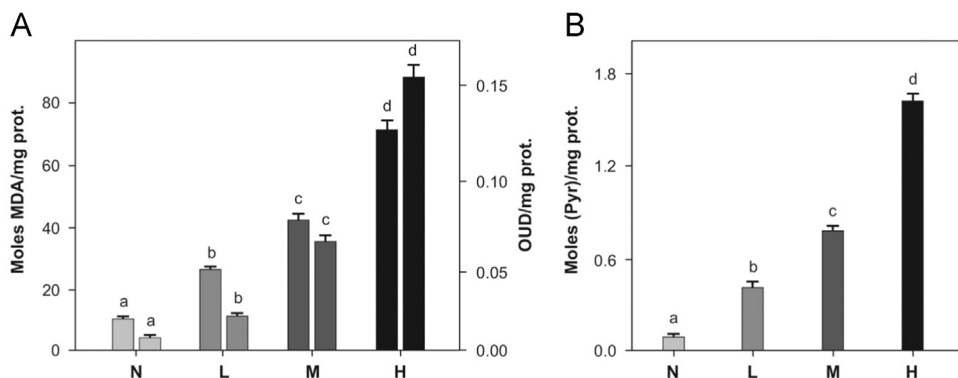 A
Moles MDA/mg prot.
80
60
40
20
0
a
a
b
b
c
c
d
d
N
L
M
H
0.15
0.10
0.05
0.00
OUD/mg prot.
B
Moles (Pyr)/mg prot.
1.8
1.2
0.6
0.0
a
b
c
d
N
L
M
H